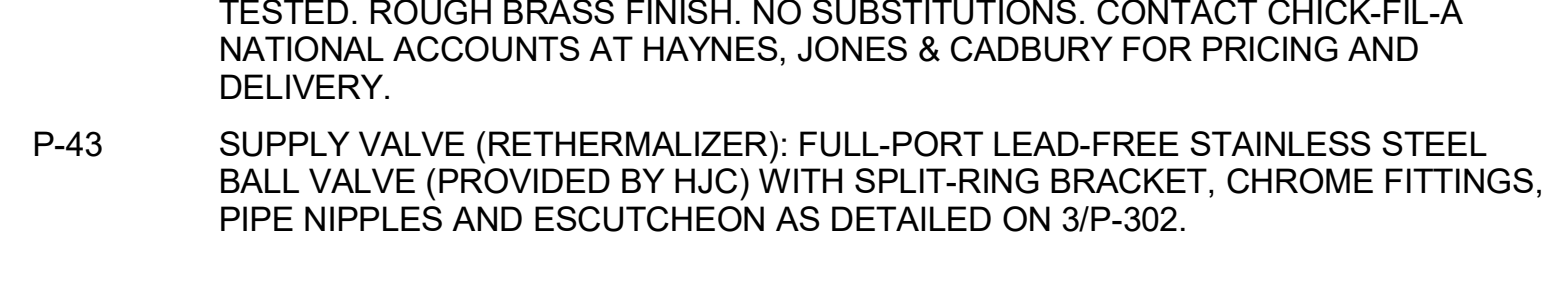 TESTED. ROUGH BRASS FINISH. NO SUBSTITUTIONS. CONTACT CHICK-FIL-A
NATIONAL ACCOUNTS AT HAYNES, JONES & CADBURY FOR PRICING AND
DELIVERY.
P-43 SUPPLY VALVE (RETHERMALIZER): FULL-PORT LEAD-FREE STAINLESS STEEL
BALL VALVE (PROVIDED BY HJC) WITH SPLIT-RING BRACKET, CHROME FITTINGS,
PIPE NIPPLES AND ESCUTCHEON AS DETAILED ON 3/P-302.